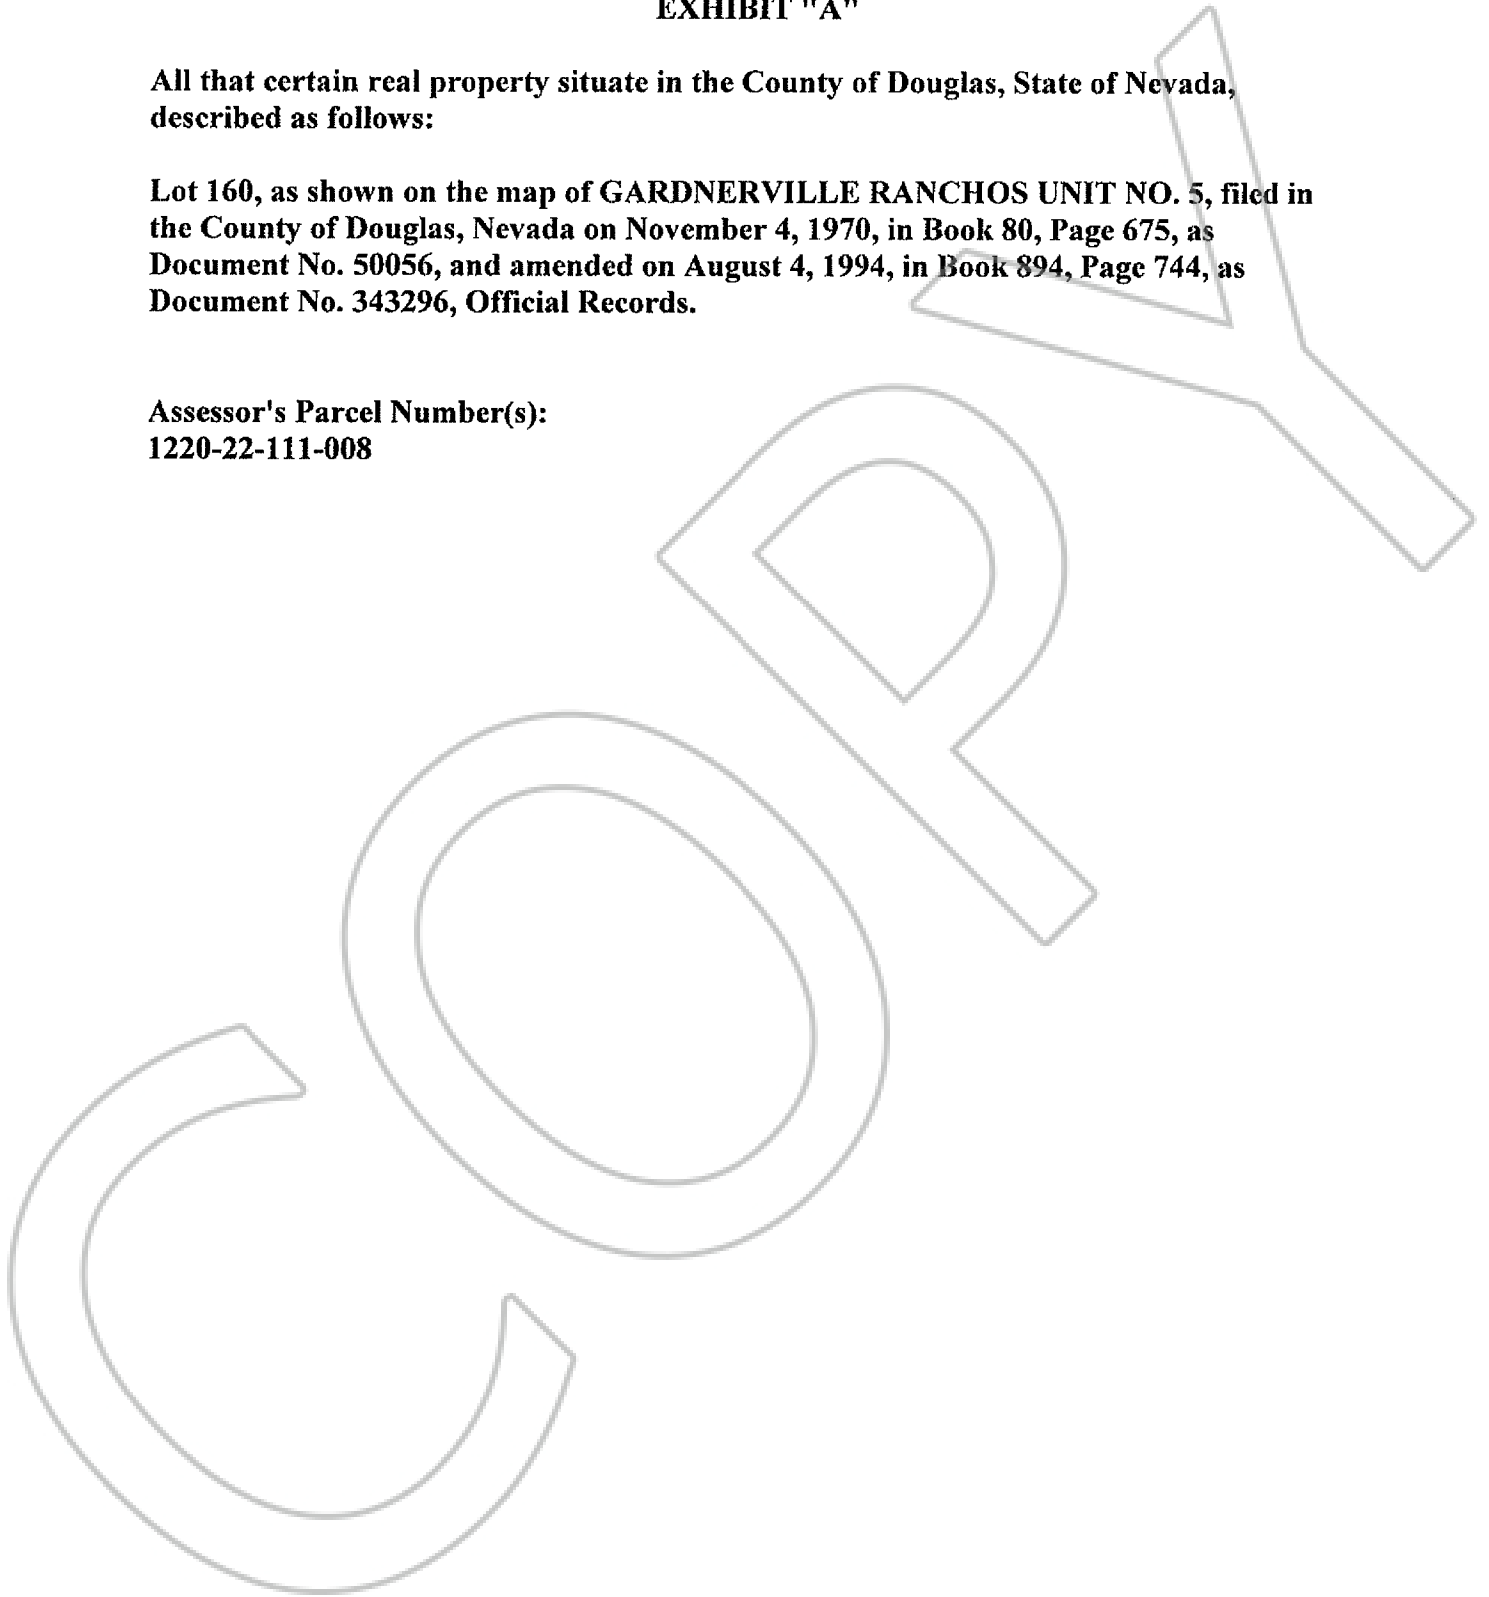 EXHIBIT "A"
All that certain real property situate in the County of Douglas, State of Nevada,
described as follows:
Lot 160, as shown on the map of GARDNERVILLE RANCHOS UNIT NO. 5, filed in
the County of Douglas, Nevada on November 4, 1970, in Book 80, Page 675, as
Document No. 50056, and amended on August 4, 1994, in Book 894, Page 744, as
Document No. 343296, Official Records.
Assessor's Parcel Number(s):
1220-22-111-008
COPY